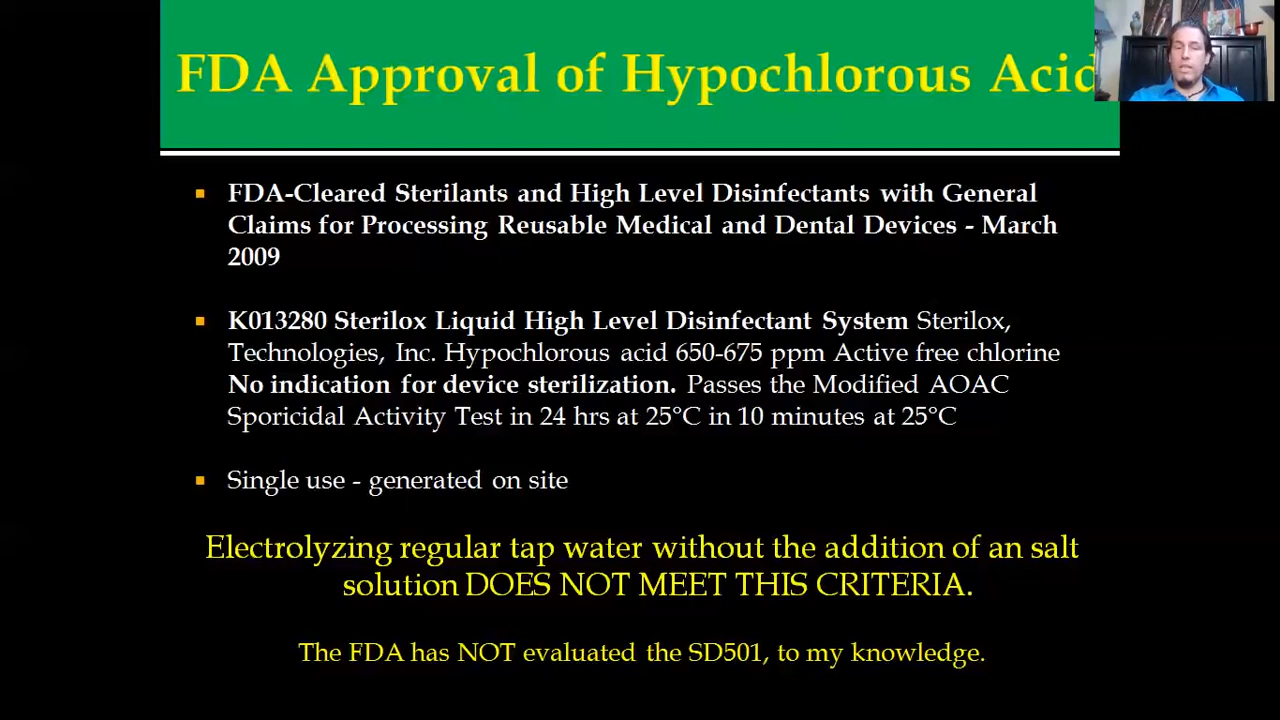 FDA Approval of Hypochlorous Acid
FDA-Cleared Sterilants and High Level Disinfectants with General
Claims for Processing Reusable Medical and Dental Devices - March
2009
K013280 Sterilox Liquid High Level Disinfectant System Sterilox,
Technologies, Inc. Hypochlorous acid 650-675 ppm Active free chlorine
No indication for device sterilization. Passes the Modified AOAC
Sporicidal Activity Test in 24 hrs at 25°C in 10 minutes at 25°C
Single use - generated on site
Electrolyzing regular tap water without the addition of an salt
solution DOES NOT MEET THIS CRITERIA.
The FDA has NOT evaluated the SD501, to my knowledge.